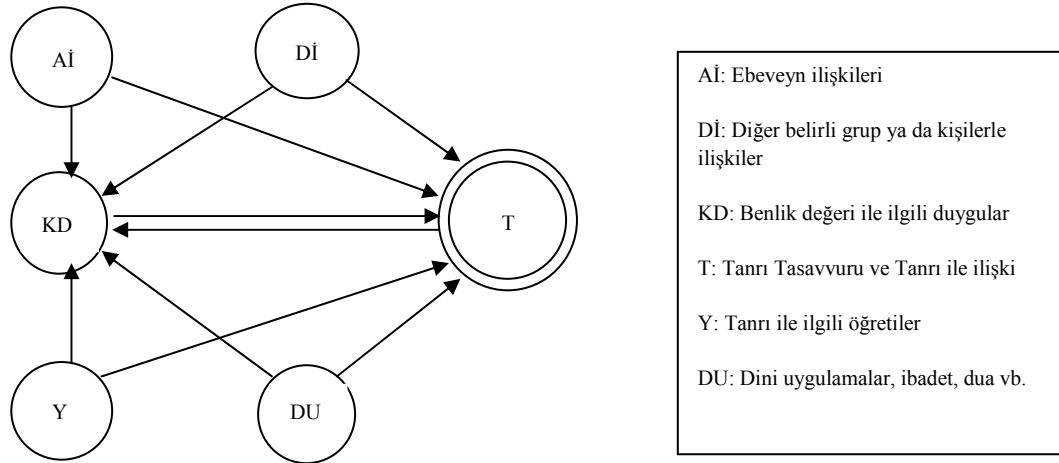 Aİ
Dİ
KD
T
Y
DU
Aİ: Ebeveyn ilişkileri
Dİ: Diğer belirli grup ya da kişilerle
ilişkiler
KD: Benlik değeri ile ilgili duygular
T: Tanrı Tasavvuru ve Tanrı ile ilişki
Y: Tanrı ile ilgili öğretiler
DU: Dini uygulamalar, ibadet, dua vb.